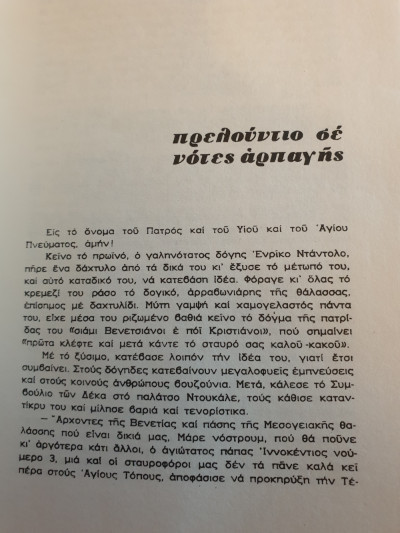 πρελούντιο σέ
νότες ἁρπαγῆς
Εἰς τό ὄνομα τοῦ Πατρός καί τοῦ Υἱοῦ καί τοῦ Ἁγίου
Πνεύματος, ἀμήν!
Κεῖνο τό πρωϊνό, ὁ γαληνότατος δόγης Ἐνρίκο Ντάντολο,
πῆρε ἕνα δάχτυλο ἀπό τά δικά του κι᾿ ἔξυσε τό μέτωπό του,
καί αὐτό καταδικό του, νά κατεβάση ἰδέα. Φόραγε κι᾿ ὅλας τό
κρεμεζί του ράσο τό δογικό, ἀρραβωνιάρης τῆς θάλασσας,
ἐπίσημος μέ δαχτυλίδι. Μύτη γαμψή καί χαμογελαστός πάντα
του, εἶχε μέσα του ριζωμένο βαθιά κεῖνο τό δόγμα τῆς πατρί-
δας του «σιάμι Βενετσιάνοι ἐ πόϊ Κριστιάνοι», πού σημαίνει
«πρῶτα κλέφτε καί μετά κάντε τό σταυρό σας καλοῦ -κακοῦ».
Μέ τό ξύσιμο, κατέβασε λοιπόν τήν ἰδέα του, γιατί ἔτσι
συμβαίνει. Στούς δόγηδες κατεβαίνουν μεγαλοφυεῖς ἐμπνεύσεις
καί στούς κοινούς ἀνθρώπους βουζούνια. Μετά, κάλεσε τό Συμ-
βούλιο τῶν Δέκα στό παλάτσο Ντουκάλε, τούς κάθισε καταν-
τίκρυ του καί μίλησε βαριά καί τενορίστικα.
— Ἄρχοντες τῆς Βενετίας καί πάσης τῆς Μεσογειακῆς θα-
λάσσης πού εἶναι δικιά μας, Μάρε νόστρουμ, πού θά ποῦνε
κι᾿ ἀργότερα κάτι ἄλλοι, ὁ ἁγιώτατος πάπας Ἰννοκέντιος νού-
μερο 3, μιά καί οἱ σταυροφόροι μας δέν τά πᾶνε καλά κεῖ
πέρα στούς Ἁγίους Τόπους, ἀποφάσισε νά προκηρύξη τήν Τέ-